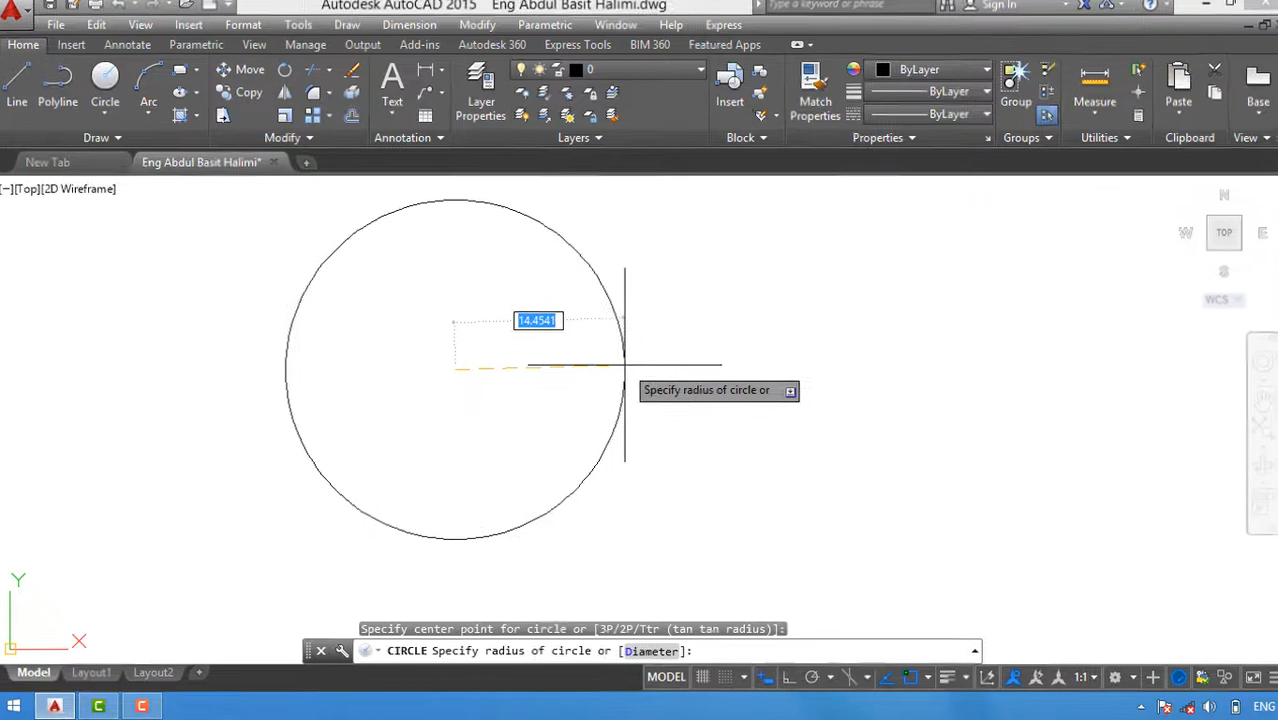 Autodesk AutoCAD 2015 Eng Abdul Basit Halimi.dwg
Type a keyword or phrase
Sign In
File Edit View Insert Format Tools Draw Dimension Modify Parametric Window Express
Home Insert Annotate Parametric View Manage Output Add-ins Autodesk 360 Express Tools BIM 360 Featured Apps
Move
0
ByLayer
Copy
ByLayer
Line Polyline Circle Arc
Text
Layer
Properties
Insert
Match
Properties
ByLayer
Group
Measure
Paste
Base
Draw Modify Annotation Layers Block Properties Groups Utilities Clipboard View
New Tab Eng Abdul Basit Halimi*
[−][Top][2D Wireframe]
N
W TOP E
S
WCS
14.4541
Specify radius of circle or
Y
X
Specify center point for circle or [3P/2P/Ttr (tan tan radius)]:
CIRCLE Specify radius of circle or [Diameter]:
Model Layout1 Layout2 +
MODEL
1:1
ENG